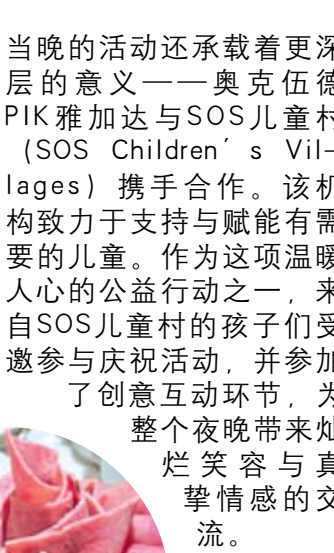 当晚的活动还承载着更深
层的意义——奥克伍德
PIK雅加达与SOS儿童村
（SOS Children′s Vil-
lages）携手合作。该机
构致力于支持与赋能有需
要的儿童。作为这项温暖
人心的公益行动之一，来
自SOS儿童村的孩子们受
邀参与庆祝活动，并参加
了创意互动环节，为
整个夜晚带来灿
烂笑容与真
挚情感的交
流。